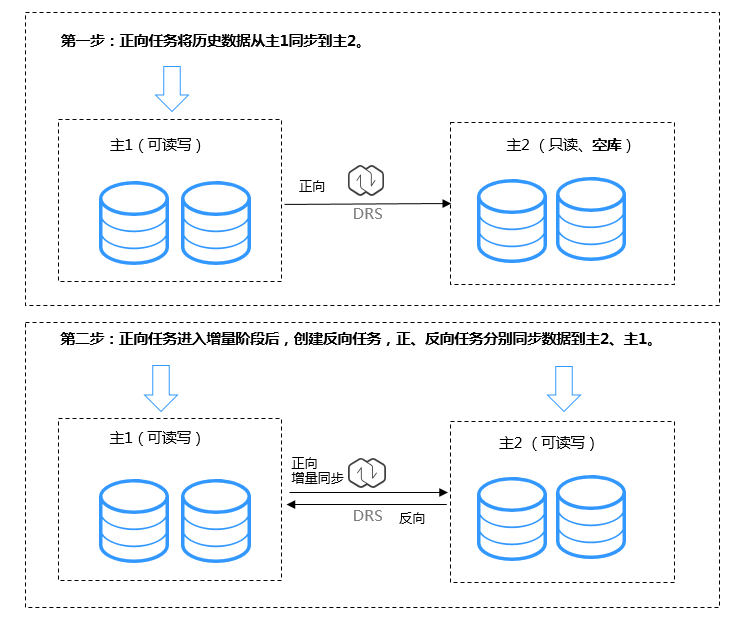 第一步：正向任务将历史数据从主1同步到主2。
主1（可读写）
主2 （只读、空库）
正向
DRS
第二步：正向任务进入增量阶段后，创建反向任务，正、反向任务分别同步数据到主2、主1。
主1（可读写）
主2 （可读写）
正向
增量同步
DRS
反向